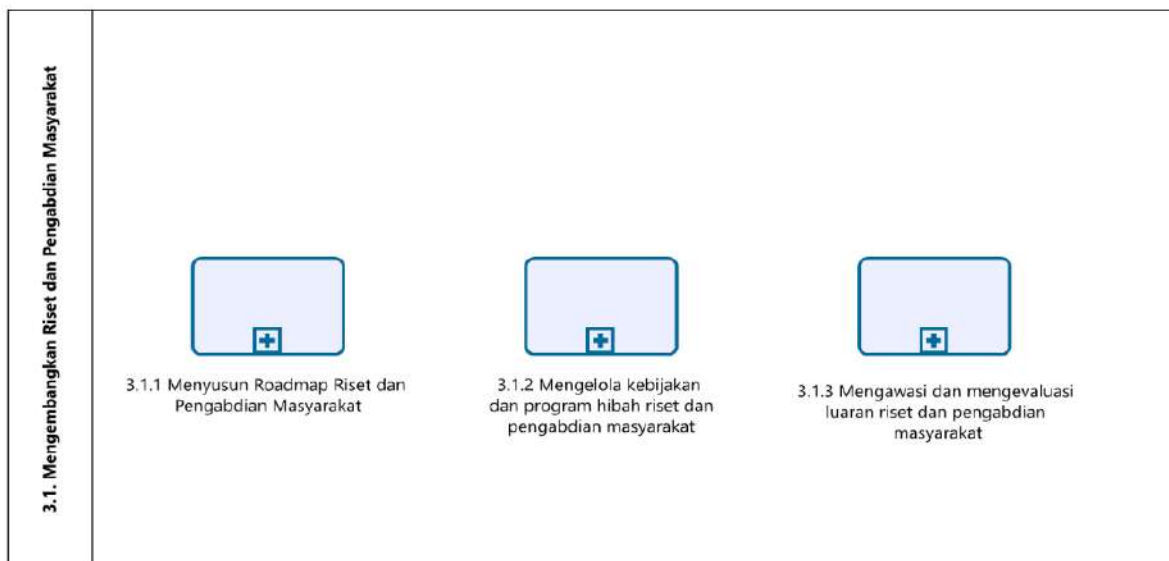 3.1. Mengembangkan Riset dan Pengabdian Masyarakat
3.1.1 Menyusun Roadmap Riset dan
Pengabdian Masyarakat
3.1.2 Mengelola kebijakan
dan program hibah riset dan
pengabdian masyarakat
3.1.3 Mengawasi dan mengevaluasi
luaran riset dan pengabdian
masyarakat